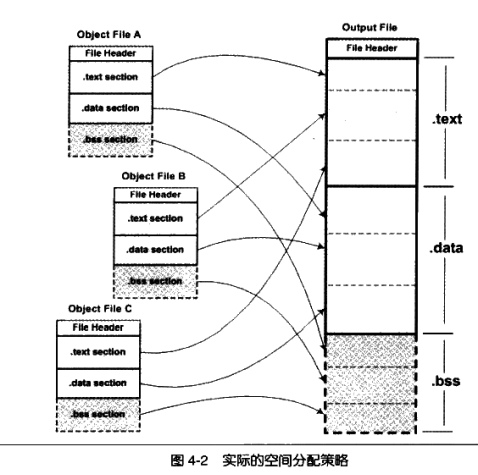 Object File A
File Header
.text section
.data section
.bss section
Object File B
File Header
.text section
.data section
.bss section
Object File C
File Header
.text section
.data section
.bss section
Output File
File Header
.text
.data
.bss
图 4-2 实际的空间分配策略